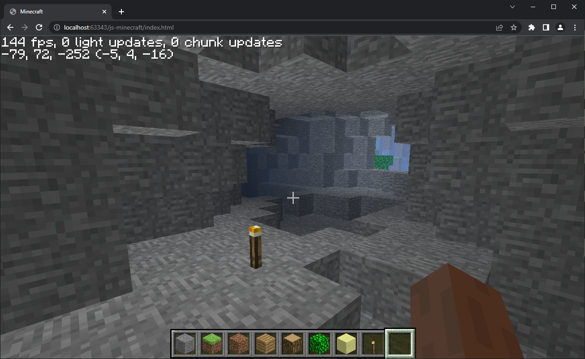 Minecraft
localhost:63343/js-minecraft/index.html
144 fps, 0 light updates, 0 chunk updates
-79, 72, -252 (-5, 4, -16)